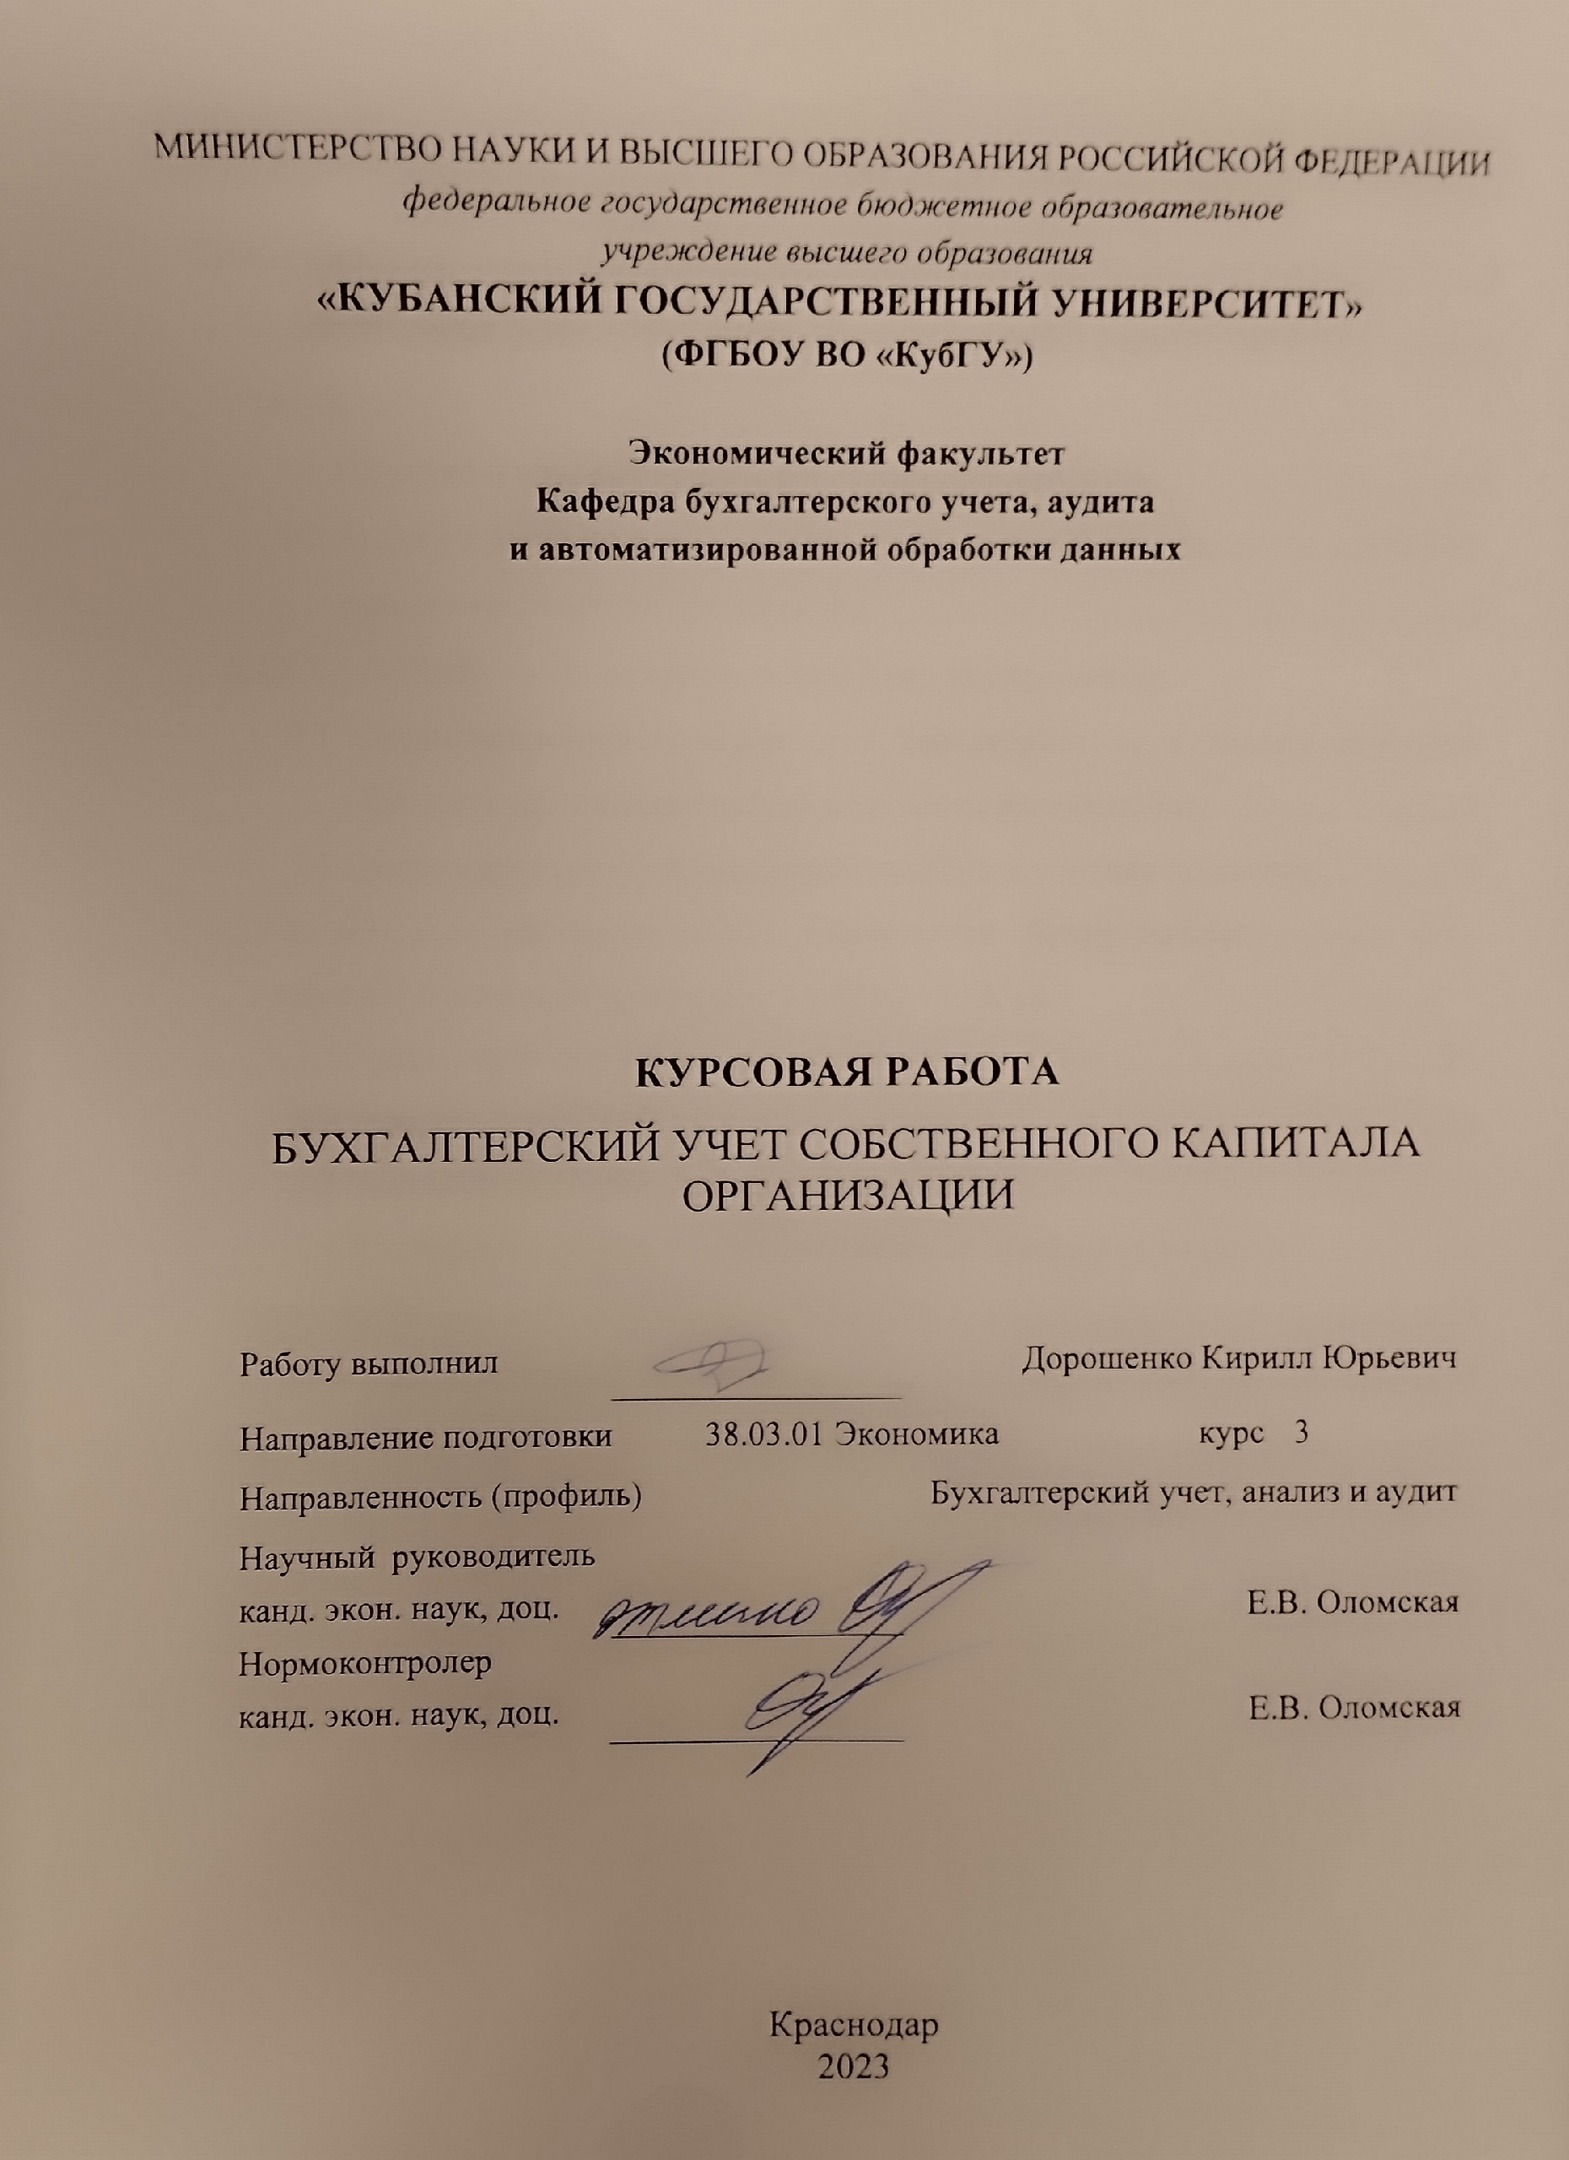 МИНИСТЕРСТВО НАУКИ И ВЫСШЕГО ОБРАЗОВАНИЯ РОССИЙСКОЙ ФЕДЕРАЦИИ
федеральное государственное бюджетное образовательное
учреждение высшего образования
«КУБАНСКИЙ ГОСУДАРСТВЕННЫЙ УНИВЕРСИТЕТ»
(ФГБОУ ВО «КубГУ»)
Экономический факультет
Кафедра бухгалтерского учета, аудита
и автоматизированной обработки данных
КУРСОВАЯ РАБОТА
БУХГАЛТЕРСКИЙ УЧЕТ СОБСТВЕННОГО КАПИТАЛА
ОРГАНИЗАЦИИ
Работу выполнил Дорошенко Кирилл Юрьевич
Направление подготовки 38.03.01 Экономика курс 3
Направленность (профиль) Бухгалтерский учет, анализ и аудит
Научный руководитель
канд. экон. наук, доц. отлично Е.В. Оломская
Нормоконтролер
канд. экон. наук, доц. Е.В. Оломская
Краснодар
2023